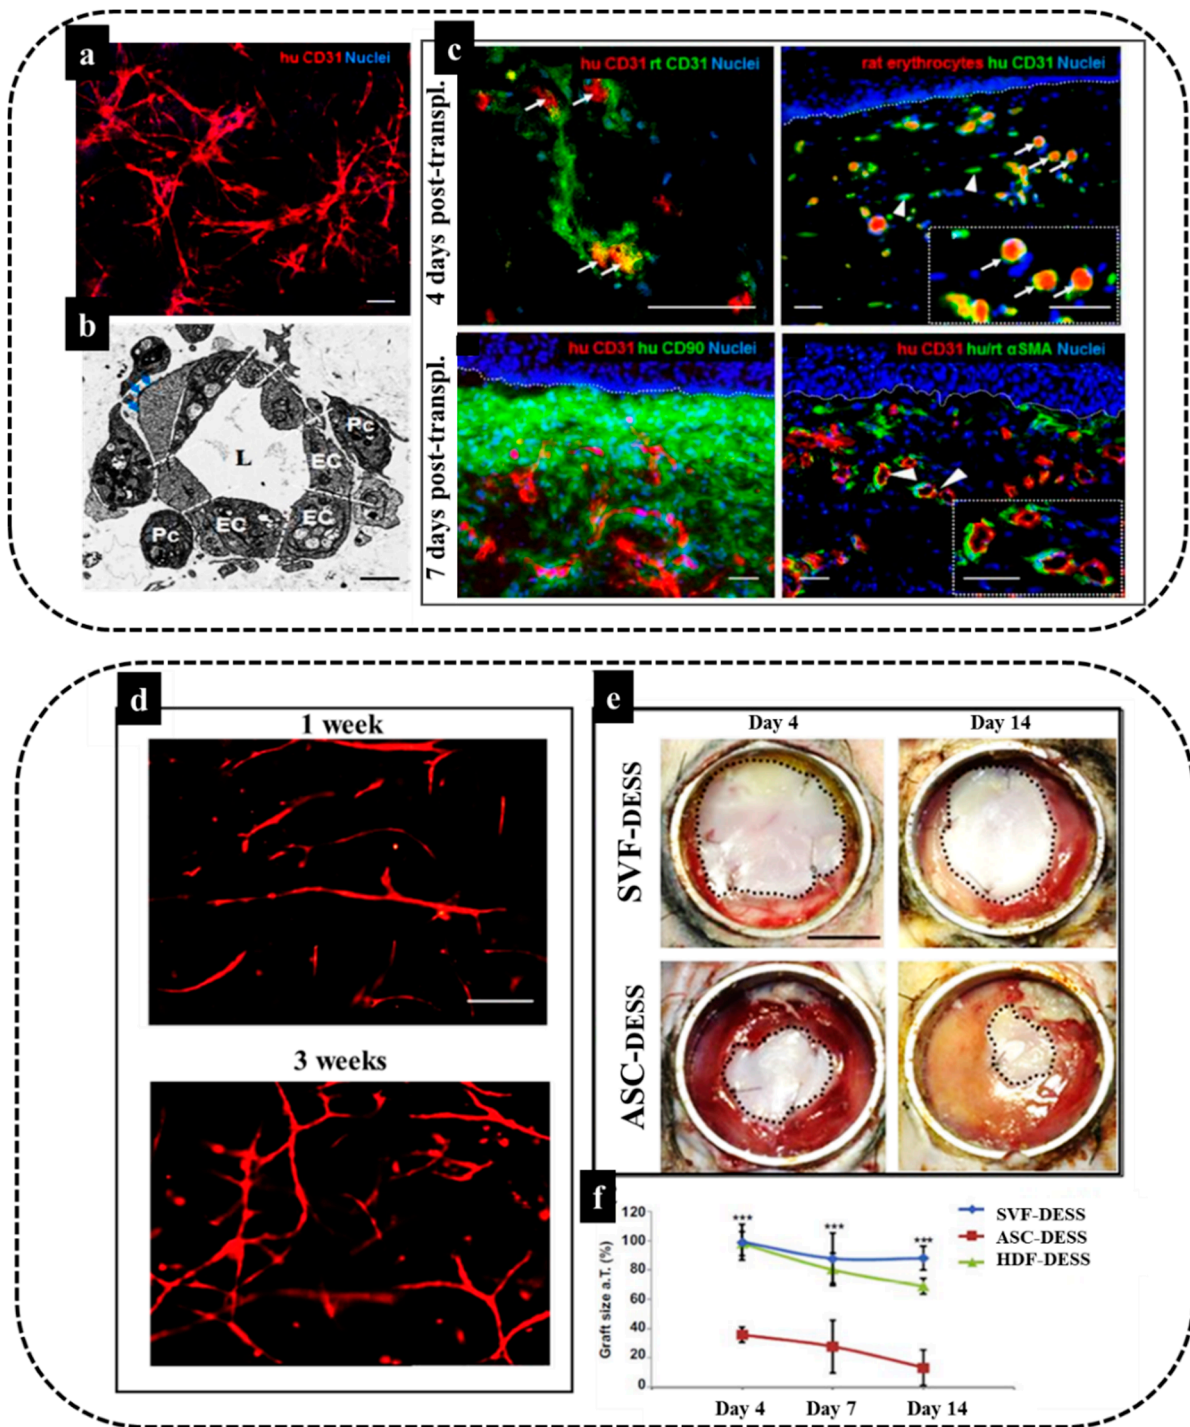 a
hu CD31 Nuclei
b
Pc
L
EC
EC
Pc
c
4 days post-transpl.
hu CD31 rt CD31 Nuclei
rat erythrocytes hu CD31 Nuclei
7 days post-transpl.
hu CD31 hu CD90 Nuclei
hu CD31 hu/rt αSMA Nuclei
d
1 week
3 weeks
e
Day 4 Day 14
SVF-DESS
ASC-DESS
f
Graft size a.T. (%)
120
100
80
60
40
20
0
*** *** ***
Day 4 Day 7 Day 14
SVF-DESS
ASC-DESS
HDF-DESS